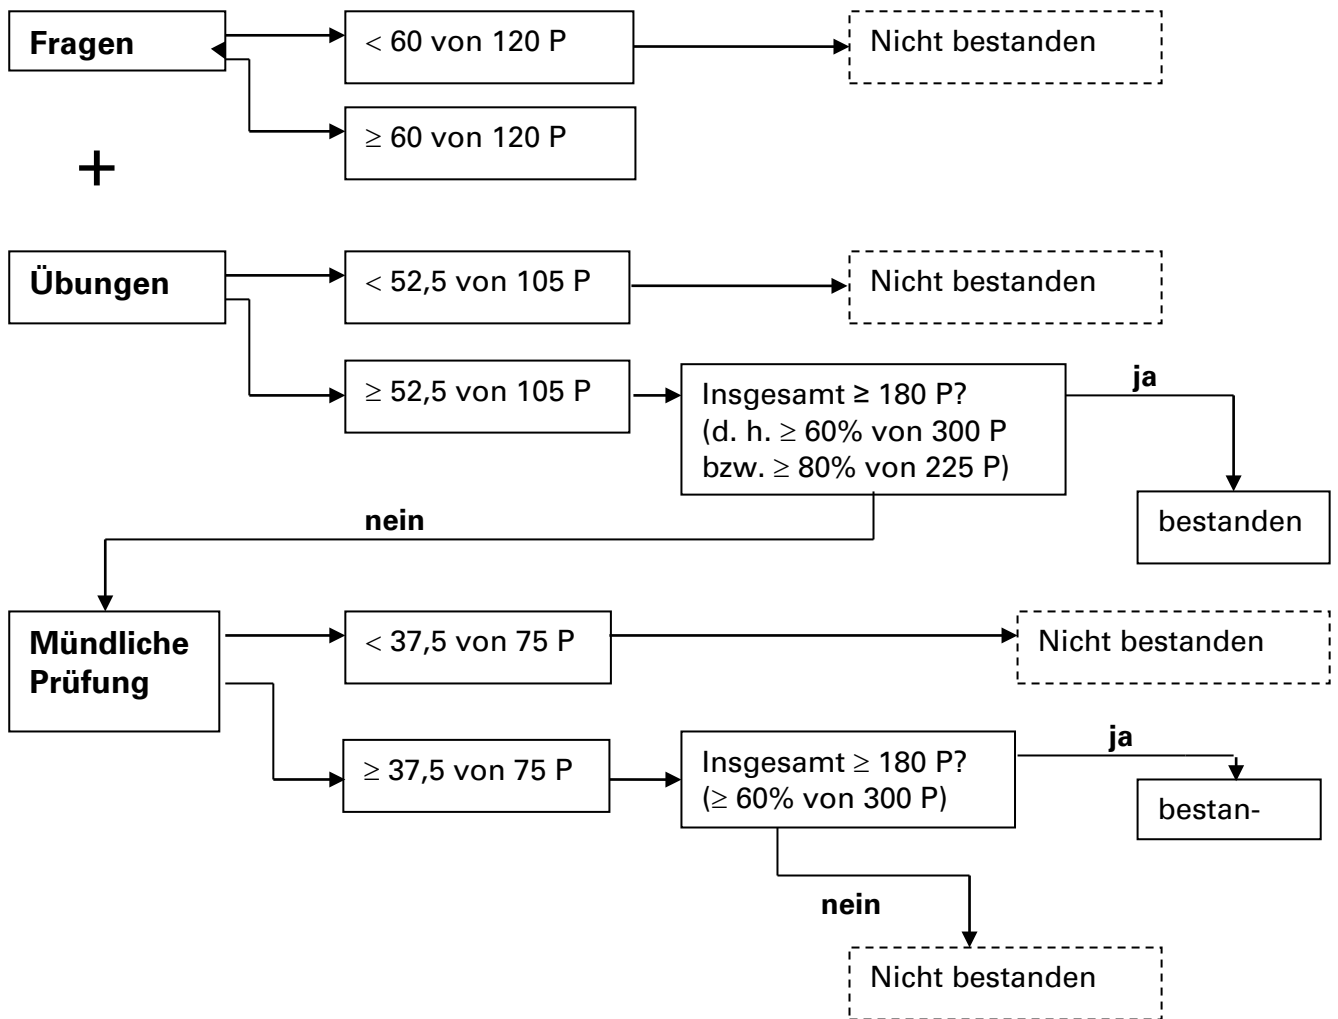 Fragen
< 60 von 120 P
Nicht bestanden
≥ 60 von 120 P
+
Übungen
< 52,5 von 105 P
Nicht bestanden
≥ 52,5 von 105 P
Insgesamt ≥ 180 P?
(d. h. ≥ 60% von 300 P
bzw. ≥ 80% von 225 P)
ja
bestanden
nein
Mündliche
Prüfung
< 37,5 von 75 P
Nicht bestanden
≥ 37,5 von 75 P
Insgesamt ≥ 180 P?
(≥ 60% von 300 P)
ja
bestan-
nein
Nicht bestanden